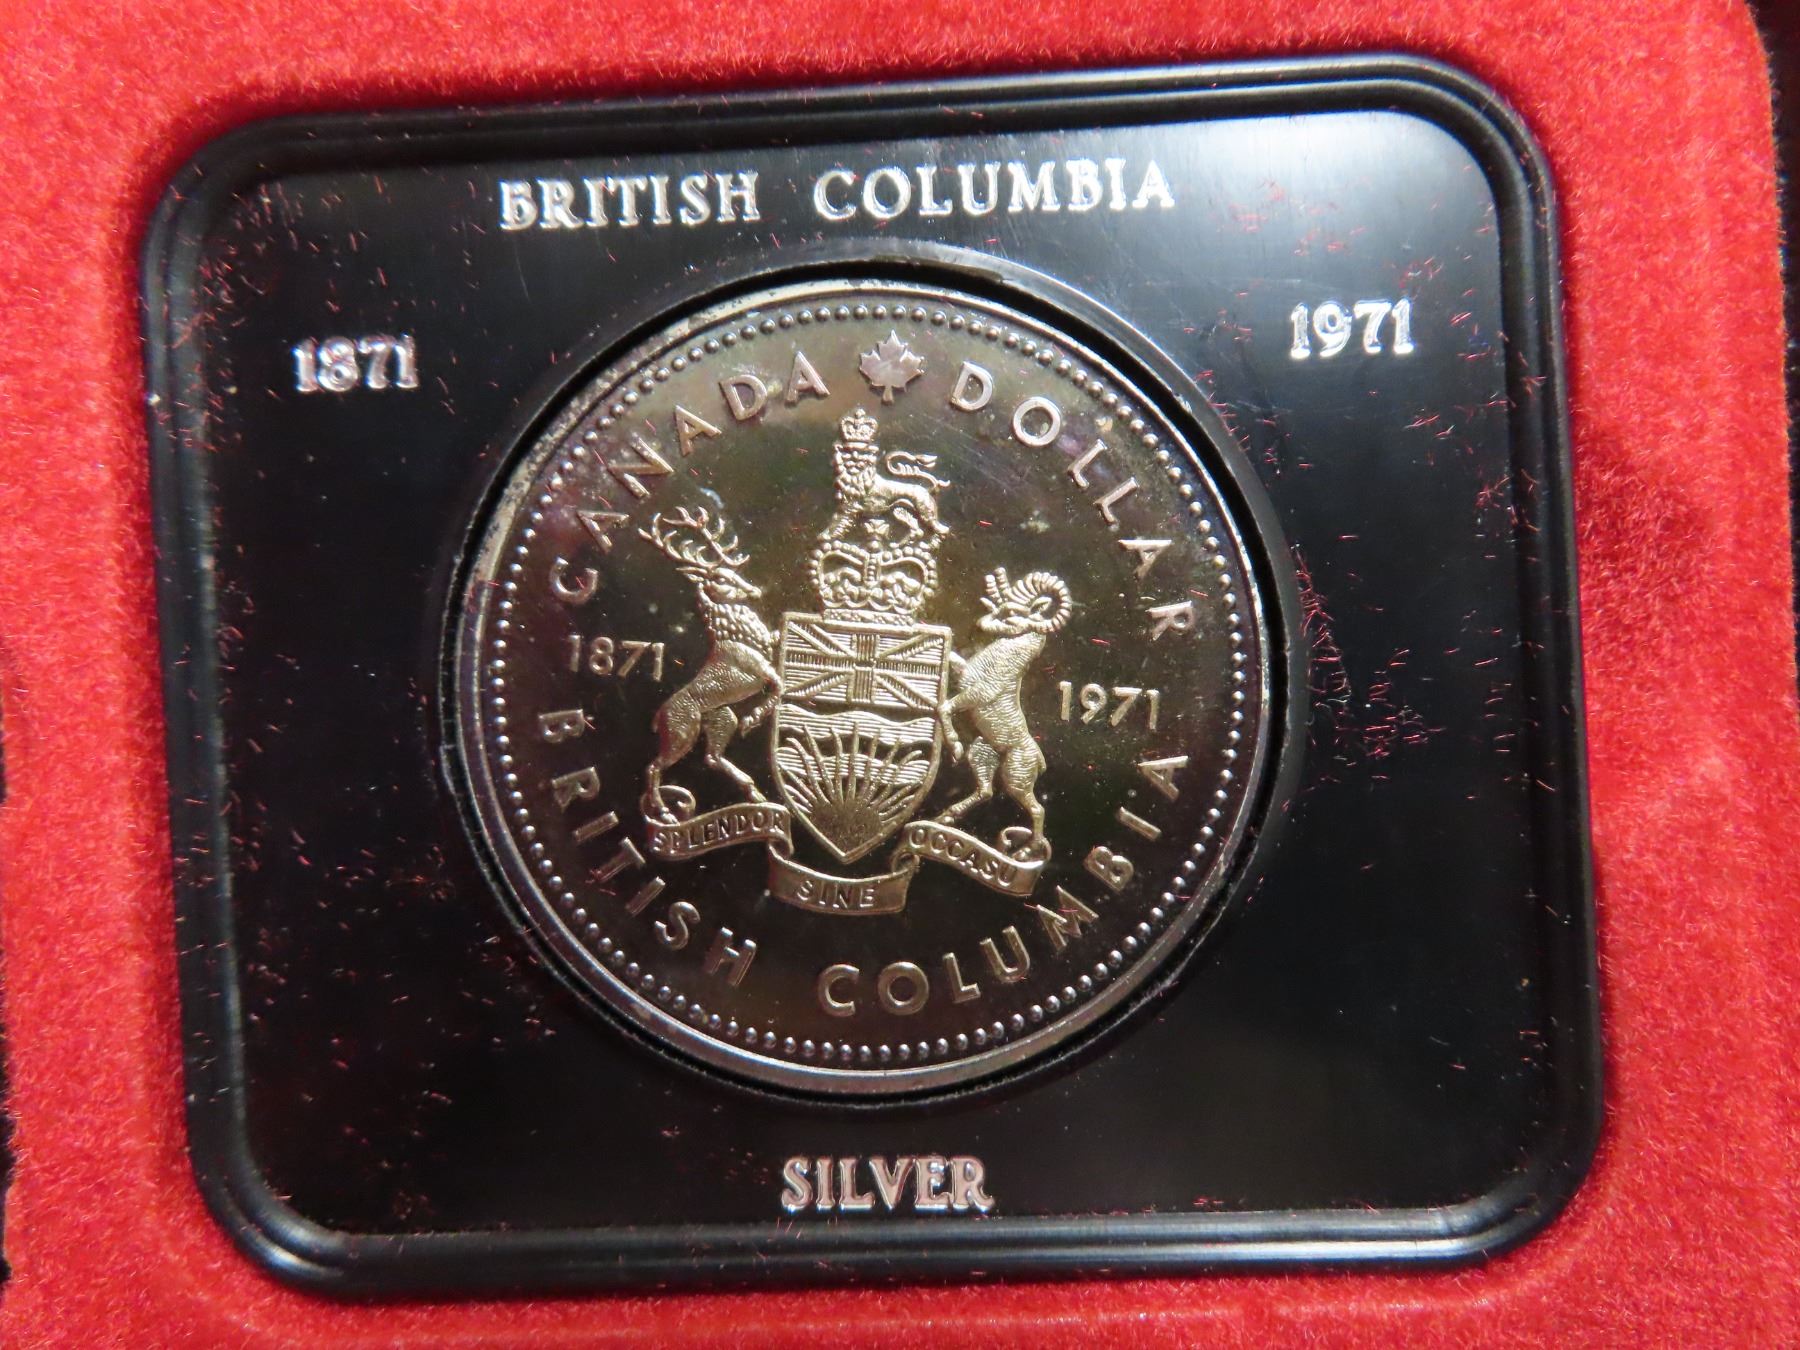 BRITISH COLUMBIA
1871
1971
CANADA DOLLAR
1871
1971
SPLENDOR SINE OCCASU
BRITISH COLUMBIA
SILVER